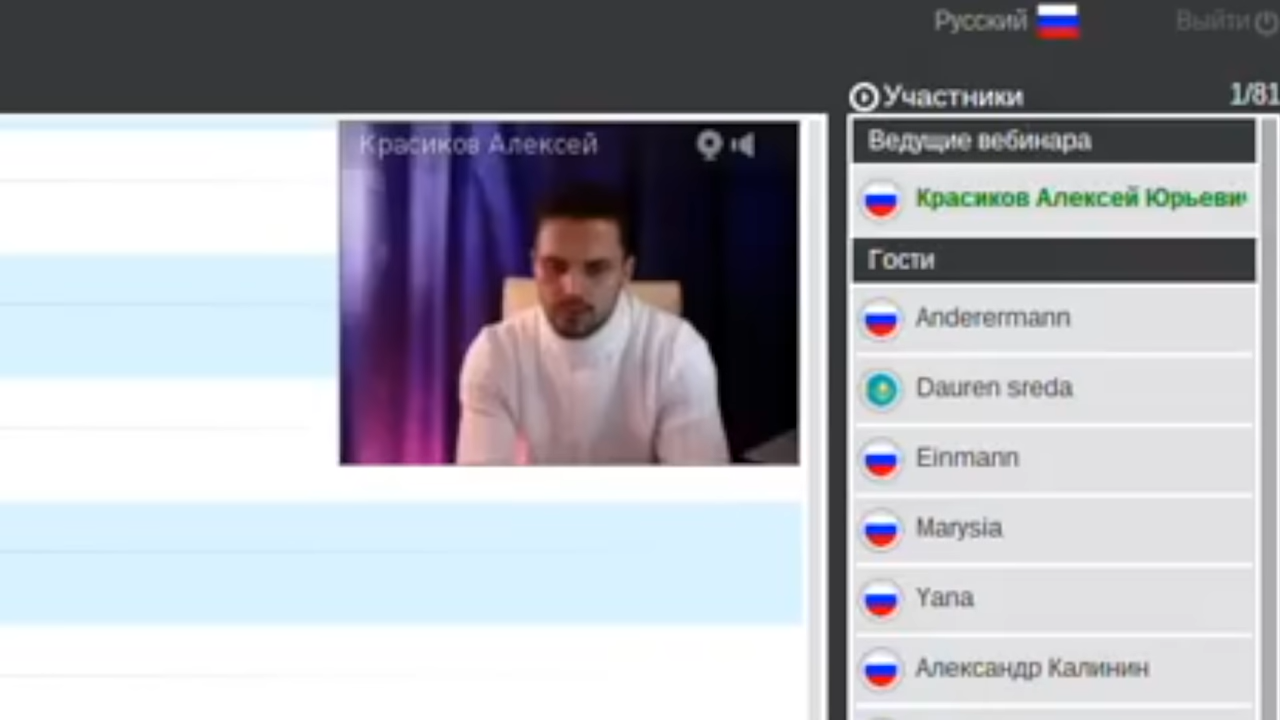 Русский
Выйти
Участники 1/81
Красиков Алексей
Ведущие вебинара
Красиков Алексей Юрьеви
Гости
Anderermann
Dauren sreda
Einmann
Marysia
Yana
Александр Калинин